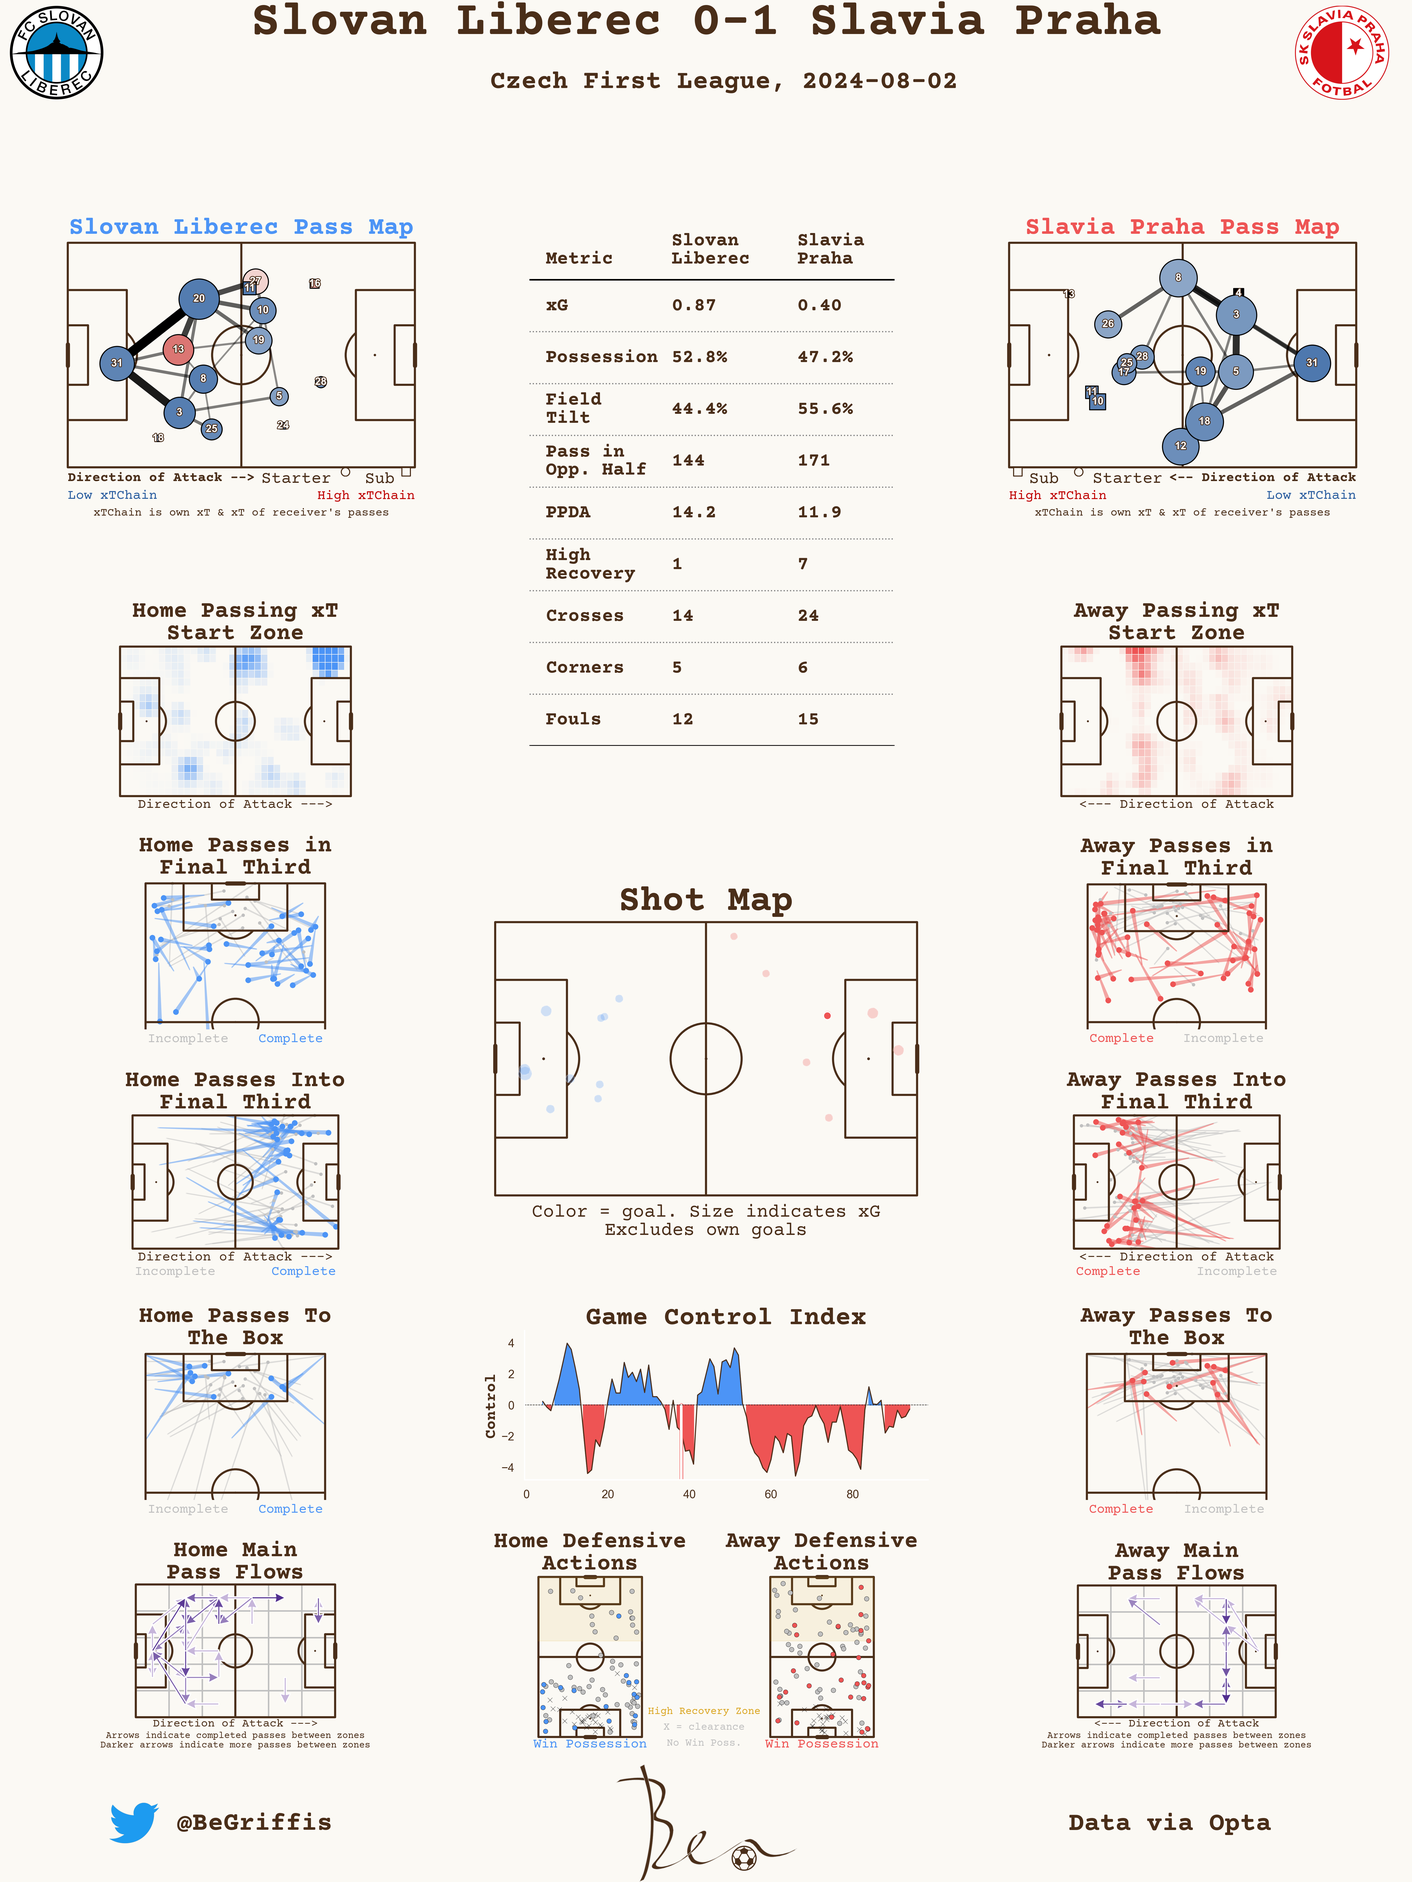 Slovan Liberec 0-1 Slavia Praha
Czech First League, 2024-08-02
FC SLOVAN
LIBEREC
SK SLAVIA PRAHA
FOTBAL
Slovan Liberec Pass Map
27
11
16
20
10
19
13
31
8
5
28
3
25
24
18
Direction of Attack --> Starter Sub
Low xTChain High xTChain
xTChain is own xT & xT of receiver's passes
Metric Slovan Liberec Slavia Praha
xG 0.87 0.40
Possession 52.8% 47.2%
Field Tilt 44.4% 55.6%
Pass in Opp. Half 144 171
PPDA 14.2 11.9
High Recovery 1 7
Crosses 14 24
Corners 5 6
Fouls 12 15
Slavia Praha Pass Map
8
13
4
3
26
28
25
17
19
5
31
11
10
18
12
Sub Starter <-- Direction of Attack
High xTChain Low xTChain
xTChain is own xT & xT of receiver's passes
Home Passing xT
Start Zone
Direction of Attack --->
Away Passing xT
Start Zone
<--- Direction of Attack
Home Passes in
Final Third
Incomplete Complete
Away Passes in
Final Third
Complete Incomplete
Shot Map
Color = goal. Size indicates xG
Excludes own goals
Home Passes Into
Final Third
Direction of Attack --->
Incomplete Complete
Away Passes Into
Final Third
<--- Direction of Attack
Complete Incomplete
Home Passes To
The Box
Incomplete Complete
Game Control Index
Control
4
2
0
−2
−4
0 20 40 60 80
Away Passes To
The Box
Complete Incomplete
Home Main
Pass Flows
Direction of Attack --->
Arrows indicate completed passes between zones
Darker arrows indicate more passes between zones
Home Defensive
Actions
Win Possession
Away Defensive
Actions
Win Possession
High Recovery Zone
X = clearance
No Win Poss.
Away Main
Pass Flows
<--- Direction of Attack
Arrows indicate completed passes between zones
Darker arrows indicate more passes between zones
@BeGriffis
Ben
Data via Opta